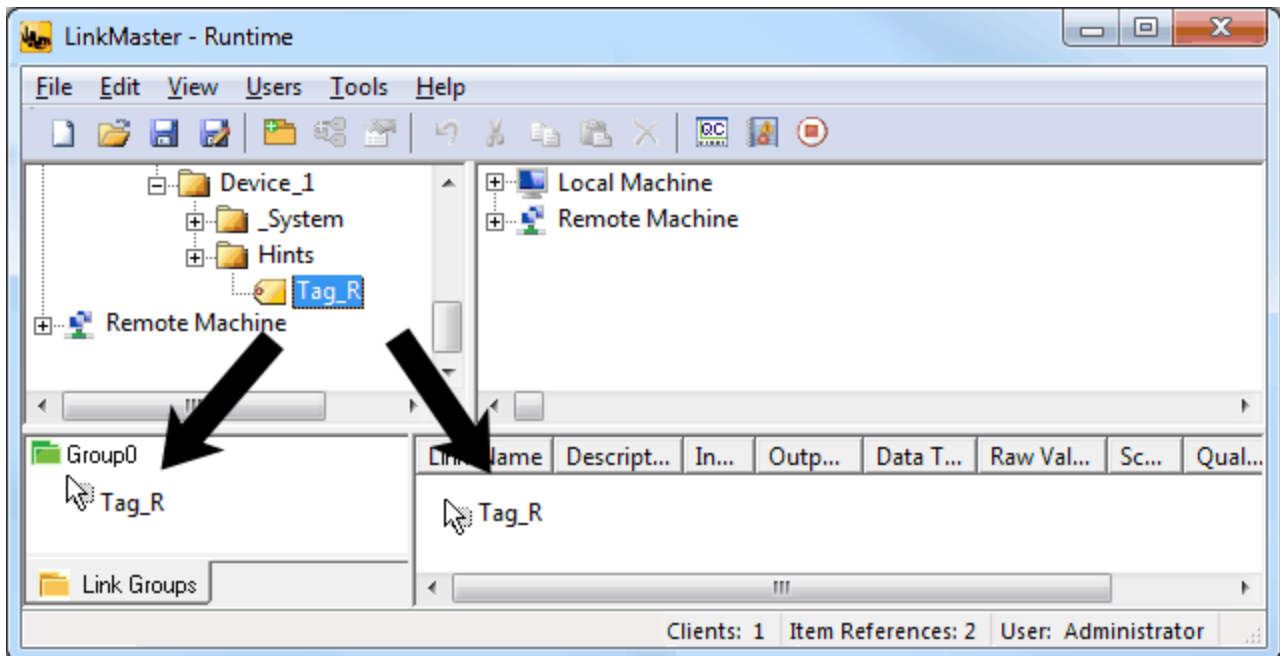 LinkMaster - Runtime
File Edit View Users Tools Help
QC
Device_1
_System
Hints
Tag_R
Remote Machine
Local Machine
Remote Machine
Group0
Tag_R
Link Groups
Link Name Descript... In... Outp... Data T... Raw Val... Sc... Qual...
Tag_R
Clients: 1 Item References: 2 User: Administrator